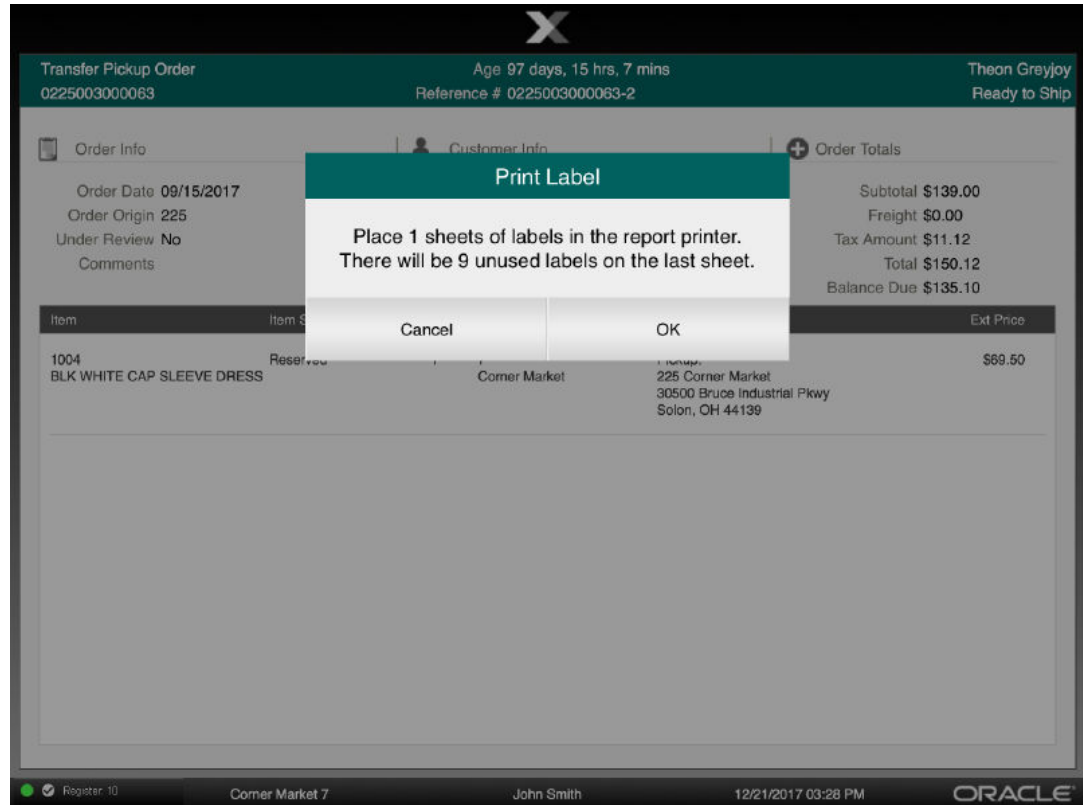 Transfer Pickup Order
Age 97 days, 15 hrs, 7 mins
Theon Greyjoy
0225003000063
Reference # 0225003000063-2
Ready to Ship
Order Info
Customer Info
Order Totals
Order Date 09/15/2017
Order Origin 225
Under Review No
Comments
Print Label
Place 1 sheets of labels in the report printer.
There will be 9 unused labels on the last sheet.
Cancel
OK
Subtotal $139.00
Freight $0.00
Tax Amount $11.12
Total $150.12
Balance Due $135.10
Item
Item
Ext Price
1004
Reserved
Pickup:
$69.50
BLK WHITE CAP SLEEVE DRESS
Corner Market
225 Corner Market
30500 Bruce Industrial Pkwy
Solon, OH 44139
Register: 10
Corner Market 7
John Smith
12/21/2017 03:28 PM
ORACLE